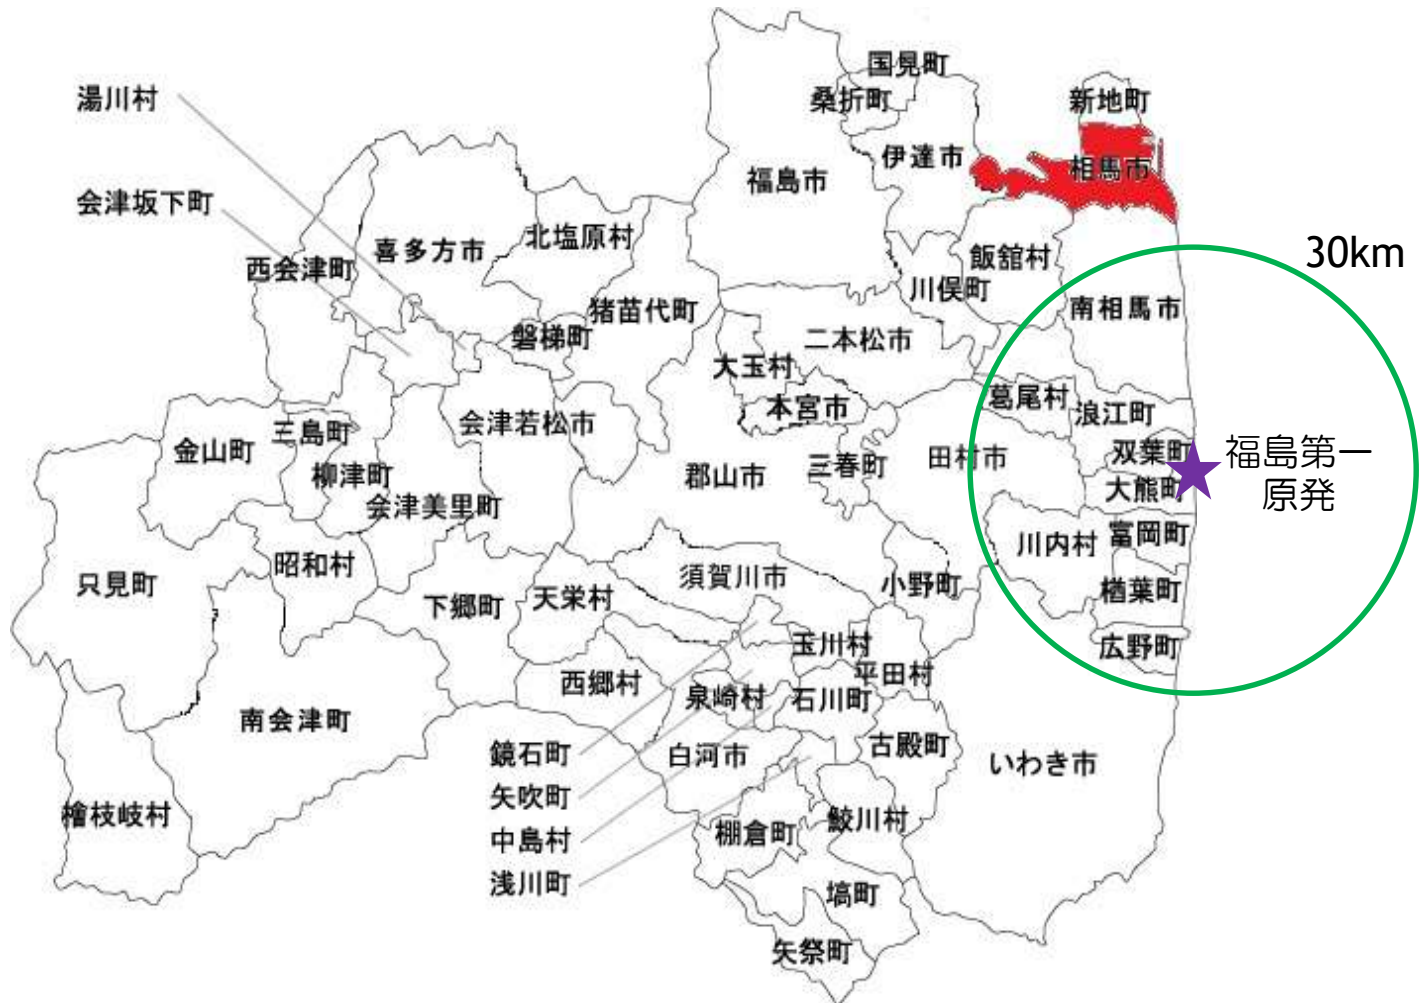 国見町
湯川村
桑折町
新地町
伊達市
相馬市
福島市
会津坂下町
北塩原村
喜多方市
飯舘村
30km
西会津町
川俣町
猪苗代町
南相馬市
磐梯町
二本松市
大玉村
葛尾村
本宮市
浪江町
会津若松市
三島町
金山町
双葉町
福島第一
原発
三春町
田村市
柳津町
郡山市
大熊町
会津美里町
富岡町
川内村
昭和村
須賀川市
只見町
小野町
楢葉町
天栄村
下郷町
玉川村
広野町
平田村
西郷村
泉崎村
石川町
南会津町
古殿町
鏡石町
白河市
いわき市
矢吹町
檜枝岐村
鮫川村
棚倉町
中島村
浅川町
塙町
矢祭町